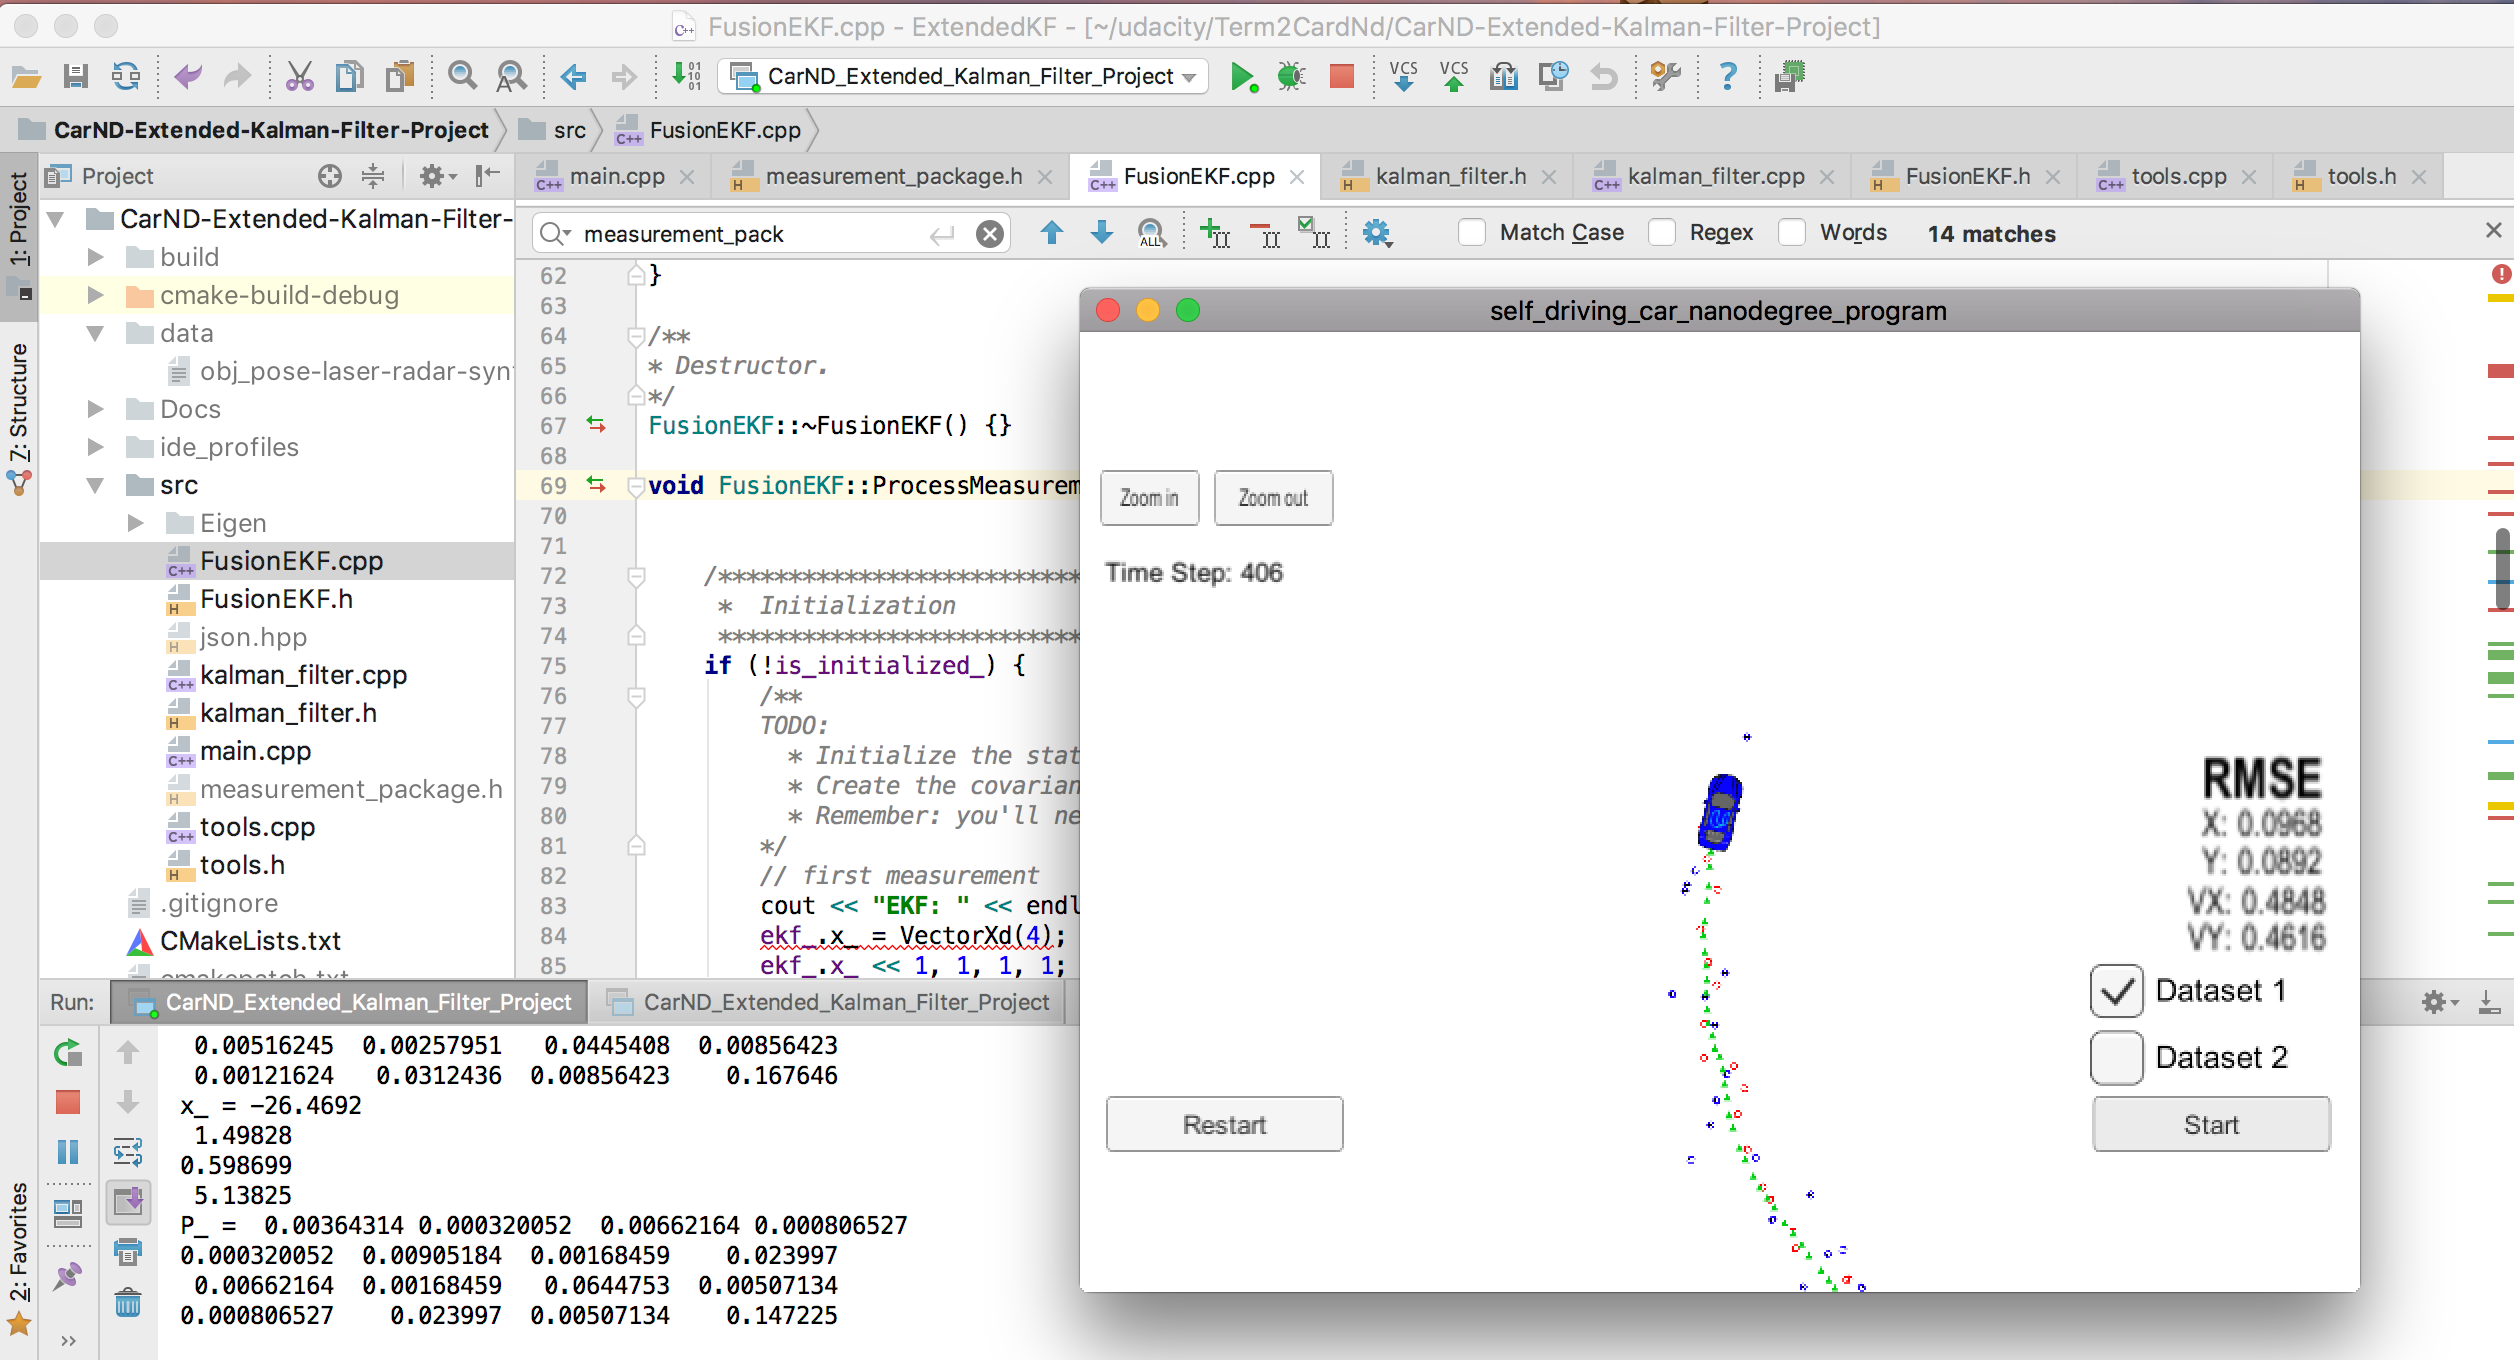 FusionEKF.cpp - ExtendedKF - [~/udacity/Term2CardNd/CarND-Extended-Kalman-Filter-Project]
CarND_Extended_Kalman_Filter_Project
VCS VCS
CarND-Extended-Kalman-Filter-Project src FusionEKF.cpp
1: Project
7: Structure
2: Favorites
Project
main.cpp measurement_package.h FusionEKF.cpp kalman_filter.h kalman_filter.cpp FusionEKF.h tools.cpp tools.h
measurement_pack Match Case Regex Words 14 matches
CarND-Extended-Kalman-Filter-
build
cmake-build-debug
data
obj_pose-laser-radar-syn
Docs
ide_profiles
src
Eigen
FusionEKF.cpp
FusionEKF.h
json.hpp
kalman_filter.cpp
kalman_filter.h
main.cpp
measurement_package.h
tools.cpp
tools.h
.gitignore
CMakeLists.txt
cmakepatch.txt
62 }
63
64 /**
65 * Destructor.
66 */
67 FusionEKF::~FusionEKF() {}
68
69 void FusionEKF::ProcessMeasurem
70
71
72 /**************************
73 * Initialization
74 **************************
75 if (!is_initialized_) {
76 /**
77 TODO:
78 * Initialize the stat
79 * Create the covarian
80 * Remember: you'll ne
81 */
82 // first measurement
83 cout << "EKF: " << endl
84 ekf_.x_ = VectorXd(4);
85 ekf_.x_ << 1, 1, 1, 1;
self_driving_car_nanodegree_program
Zoom in Zoom out
Time Step: 406
RMSE
X: 0.0968
Y: 0.0892
VX: 0.4848
VY: 0.4616
Dataset 1
Dataset 2
Restart Start
Run: CarND_Extended_Kalman_Filter_Project CarND_Extended_Kalman_Filter_Project
0.00516245 0.00257951 0.0445408 0.00856423
0.00121624 0.0312436 0.00856423 0.167646
x_ = -26.4692
1.49828
0.598699
5.13825
P_ = 0.00364314 0.000320052 0.00662164 0.000806527
0.000320052 0.00905184 0.00168459 0.023997
0.00662164 0.00168459 0.0644753 0.00507134
0.000806527 0.023997 0.00507134 0.147225